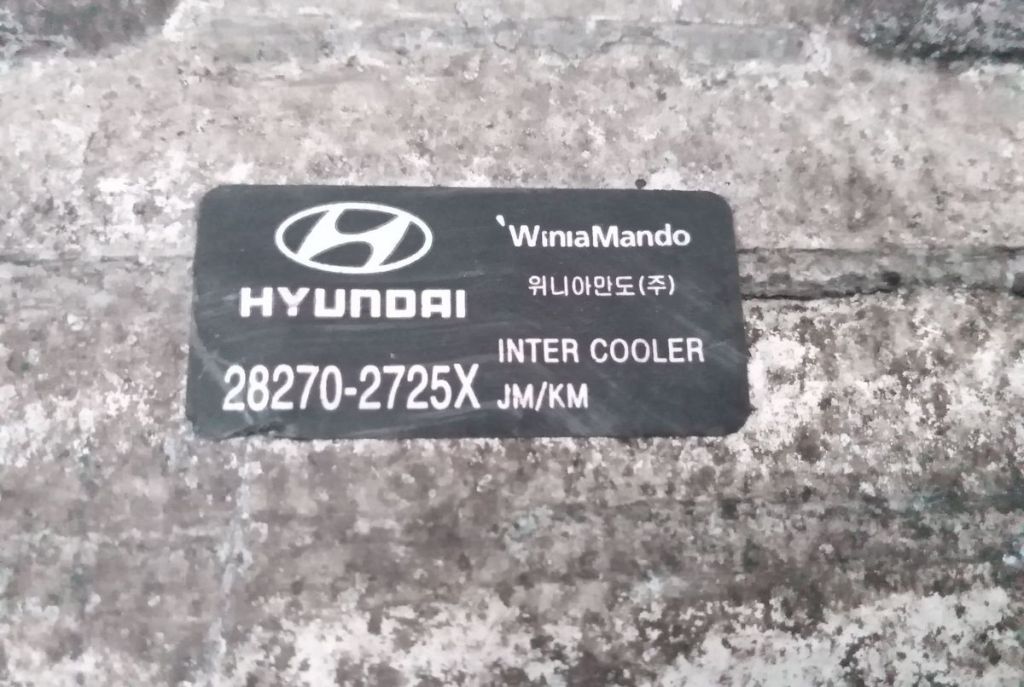 HYUNDAI
28270-2725X
WiniaMando
위니아만도(주)
INTER COOLER
JM/KM